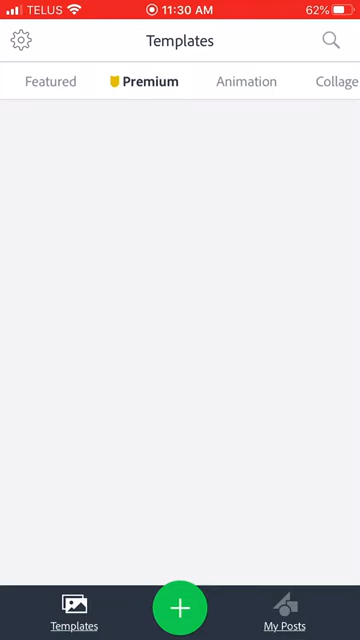 TELUS 11:30 AM 62%
Templates
Featured Premium Animation Collage
Templates My Posts